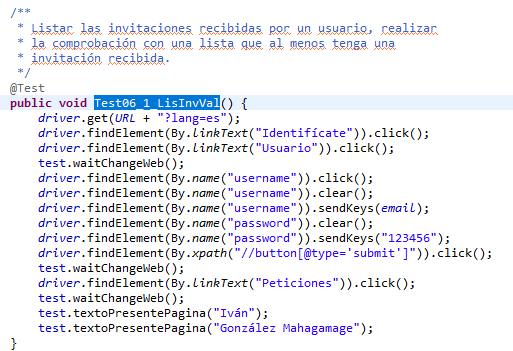 /**
 * Listar las invitaciones recibidas por un usuario, realizar
 * la comprobación con una lista que al menos tenga una
 * invitación recibida.
 */
@Test
public void Test06_1_LisInvVal() {
    driver.get(URL + "?lang=es");
    driver.findElement(By.linkText("Identifícate")).click();
    driver.findElement(By.linkText("Usuario")).click();
    test.waitChangeWeb();
    driver.findElement(By.name("username")).click();
    driver.findElement(By.name("username")).clear();
    driver.findElement(By.name("username")).sendKeys(email);
    driver.findElement(By.name("password")).clear();
    driver.findElement(By.name("password")).sendKeys("123456");
    driver.findElement(By.xpath("//button[@type='submit']")).click();
    test.waitChangeWeb();
    driver.findElement(By.linkText("Peticiones")).click();
    test.waitChangeWeb();
    test.textoPresentePagina("Iván");
    test.textoPresentePagina("González Mahagamage");
}